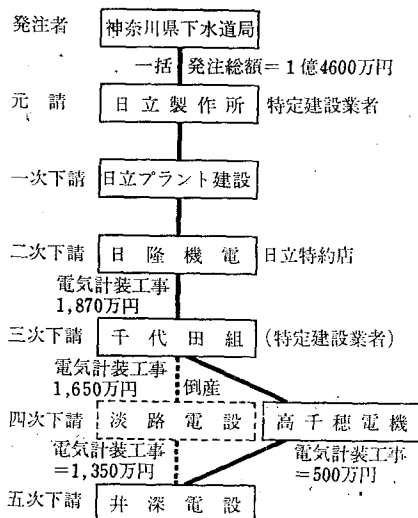 発注者 神奈川県下水道局
一括 発注総額=1億4600万円
元請 日立製作所 特定建設業者
一次下請 日立プラント建設
二次下請 日隆機電 日立特約店
電気計装工事
1,870万円
三次下請 千代田組 (特定建設業者)
電気計装工事
1,650万円 倒産
四次下請 淡路電設 高千穂電機
電気計装工事 電気計装工事
=1,350万円 =500万円
五次下請 井深電設